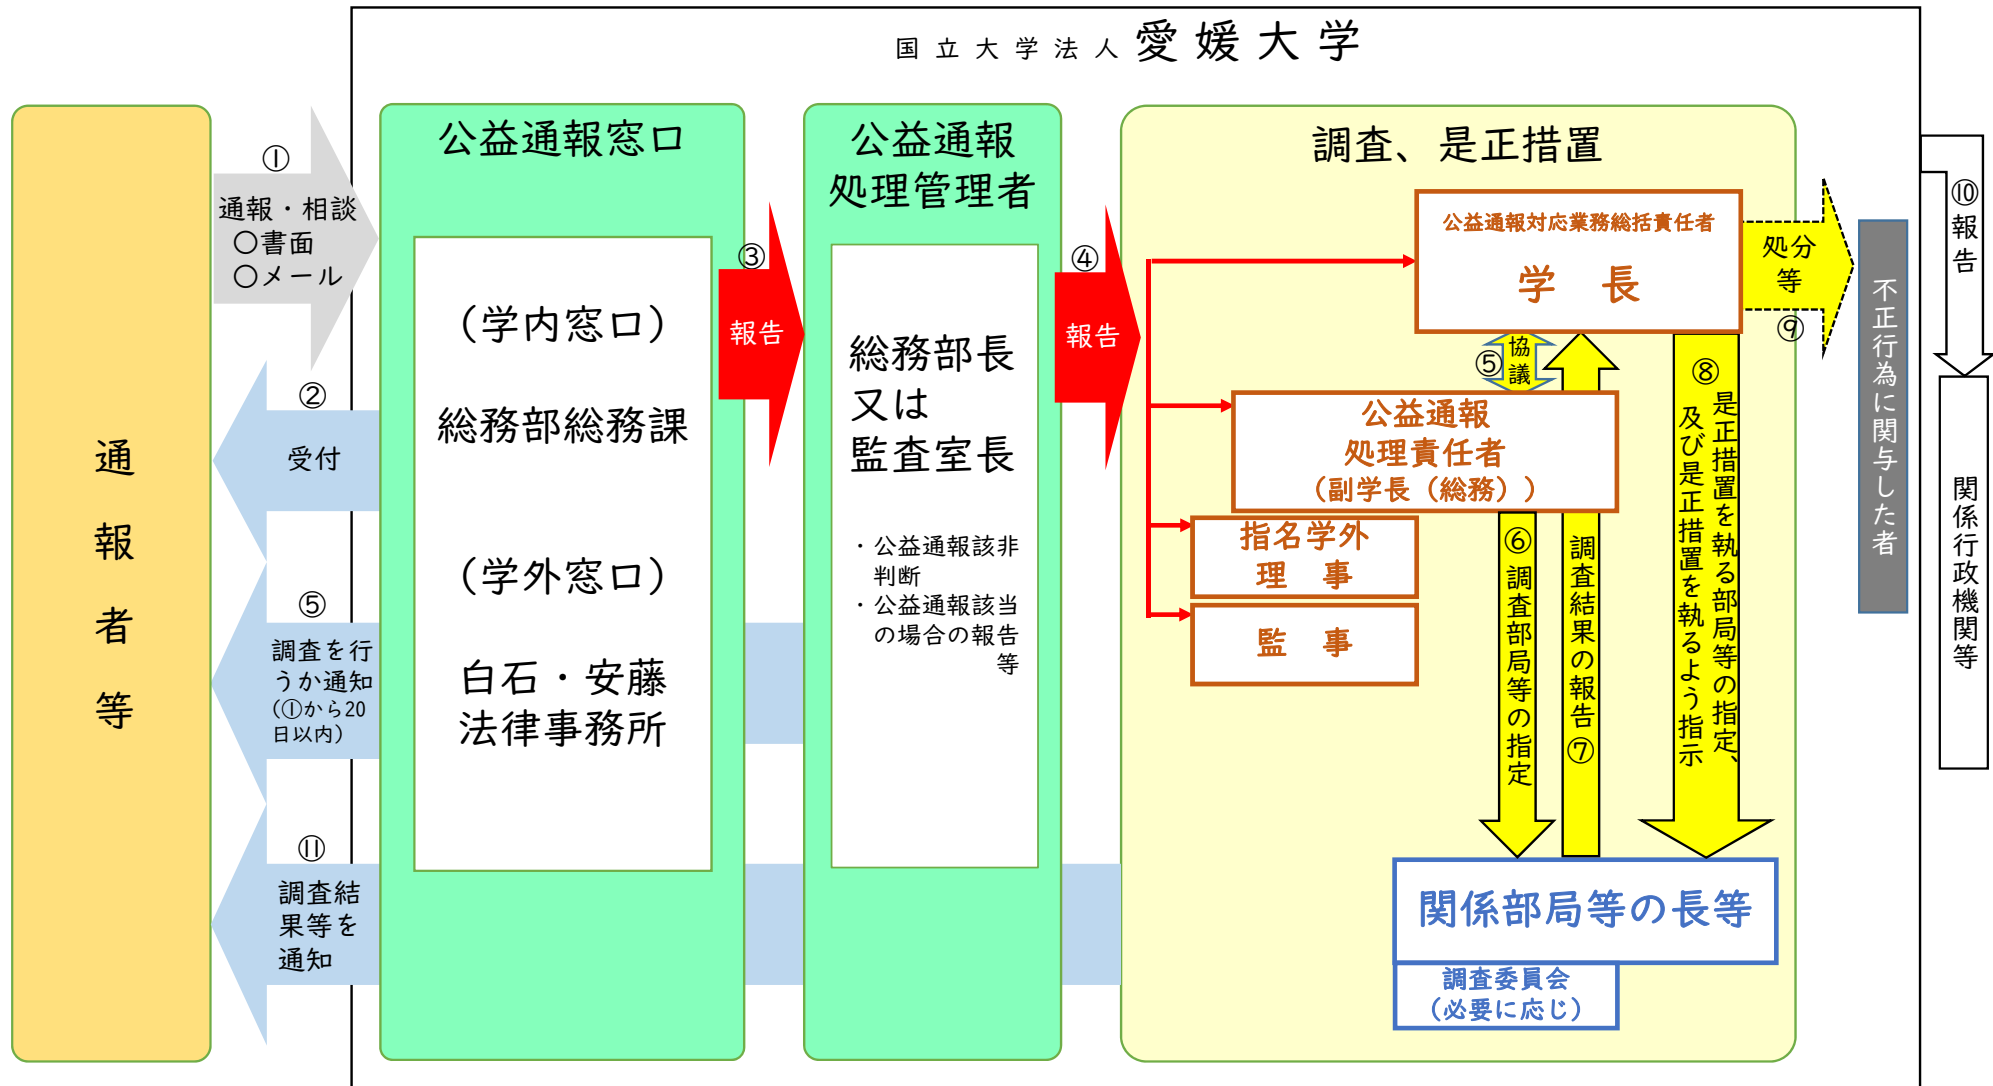 国立大学法人 愛媛大学
通報者等
①
通報・相談
○書面
○メール
②
受付
⑤
調査を行
うか通知
(①から20
日以内)
⑪
調査結
果等を
通知
公益通報窓口
(学内窓口)
総務部総務課
(学外窓口)
白石・安藤
法律事務所
③
報告
公益通報
処理管理者
総務部長
又は
監査室長
・公益通報該非
判断
・公益通報該当
の場合の報告
等
④
報告
調査、是正措置
公益通報対応業務総括責任者
学 長
⑤
協
議
公益通報
処理責任者
(副学長(総務))
指名学外
理 事
監 事
⑥調査部局等の指定
調査結果の報告⑦
⑧
是正措置を執る部局等の指定、
及び是正措置を執るよう指示
関係部局等の長等
調査委員会
(必要に応じ)
処分
等
⑨
不正行為に関与した者
⑩報告
関係行政機関等